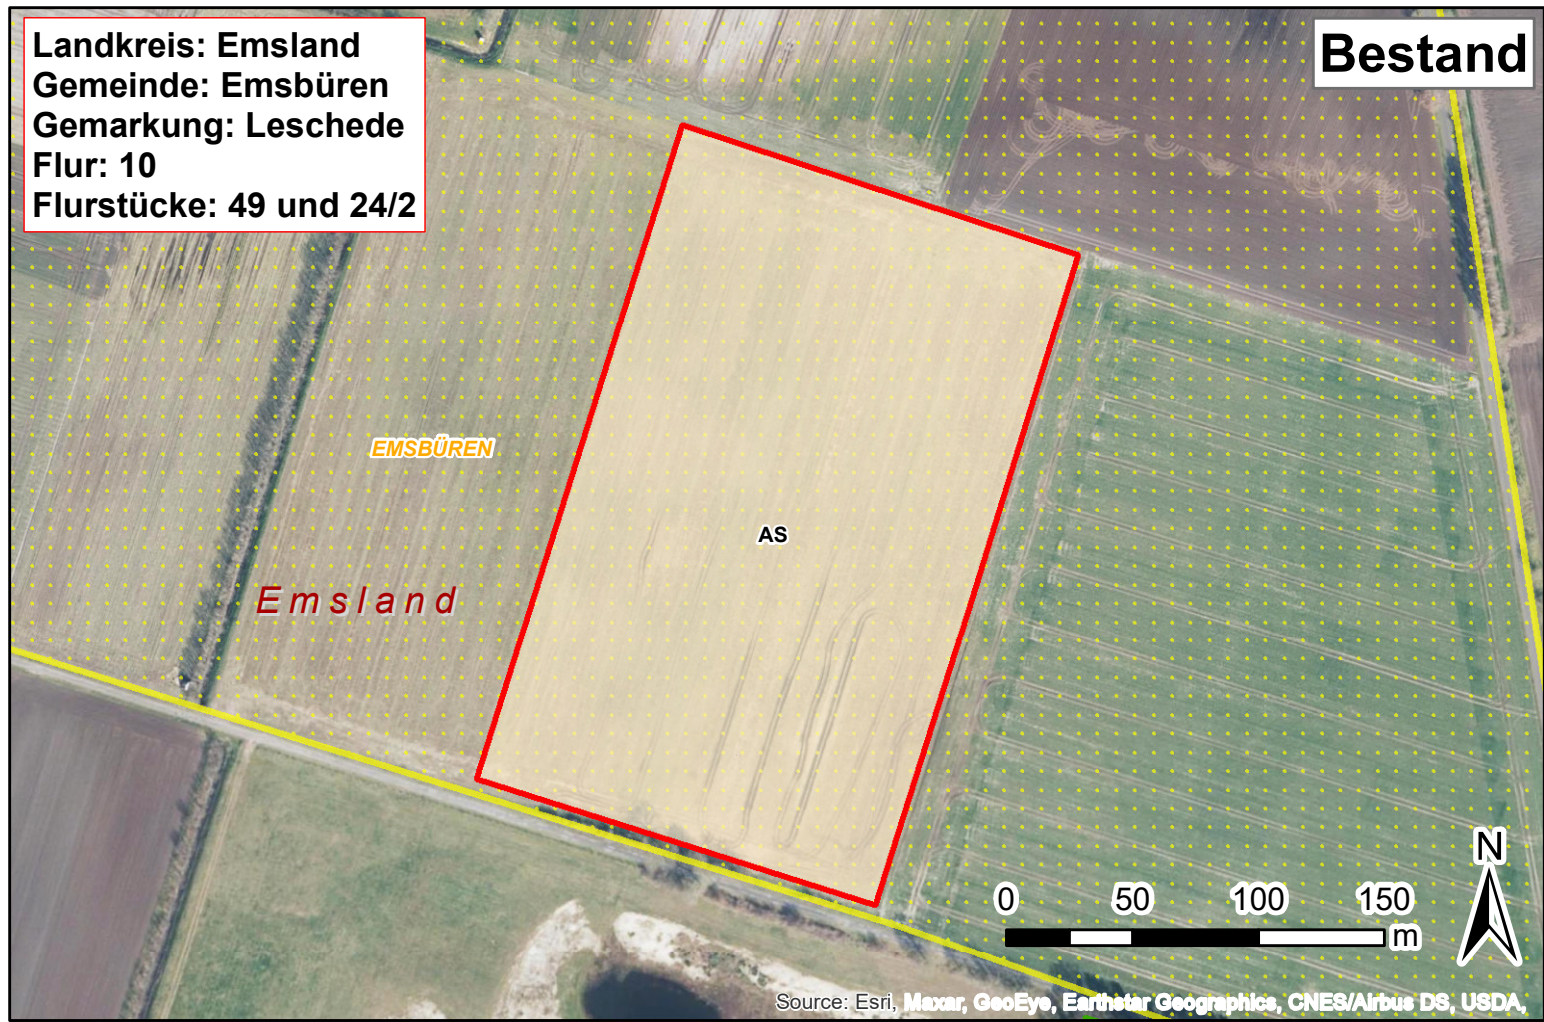 Landkreis: Emsland
Gemeinde: Emsbüren
Gemarkung: Leschede
Flur: 10
Flurstücke: 49 und 24/2
Bestand
EMSBÜREN
AS
Emsland
N
0 50 100 150
m
Source: Esri, Maxar, GeoEye, Earthstar Geographics, CNES/Airbus DS, USDA,